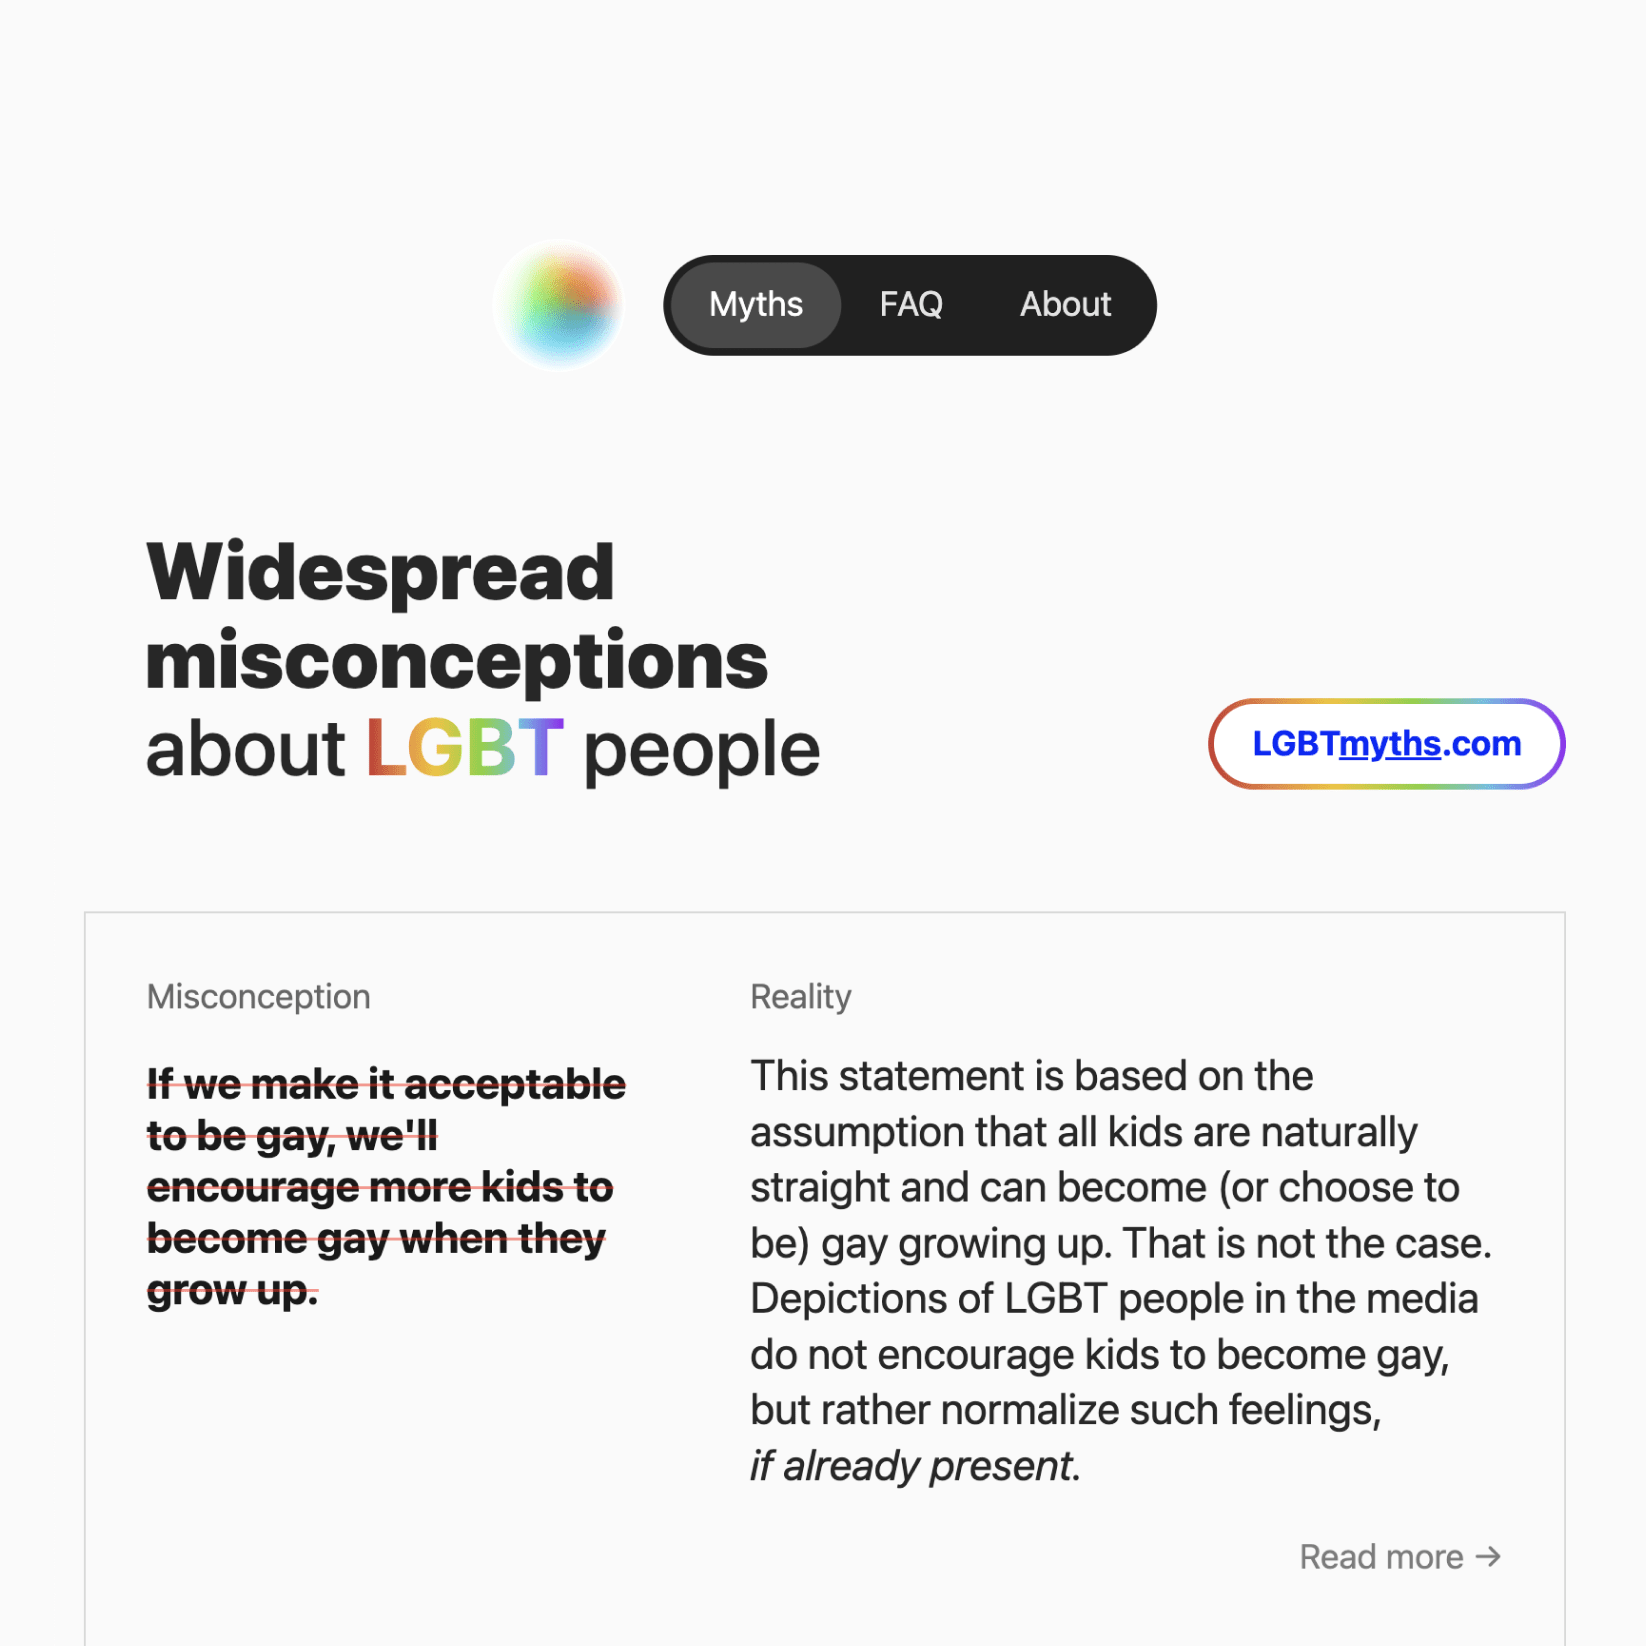 Myths
FAQ
About
Widespread
misconceptions
about LGBT people
LGBTmyths.com
Misconception
If we make it acceptable
to be gay, we'll
encourage more kids to
become gay when they
grow up.
Reality
This statement is based on the
assumption that all kids are naturally
straight and can become (or choose to
be) gay growing up. That is not the case.
Depictions of LGBT people in the media
do not encourage kids to become gay,
but rather normalize such feelings,
if already present.
Read more →